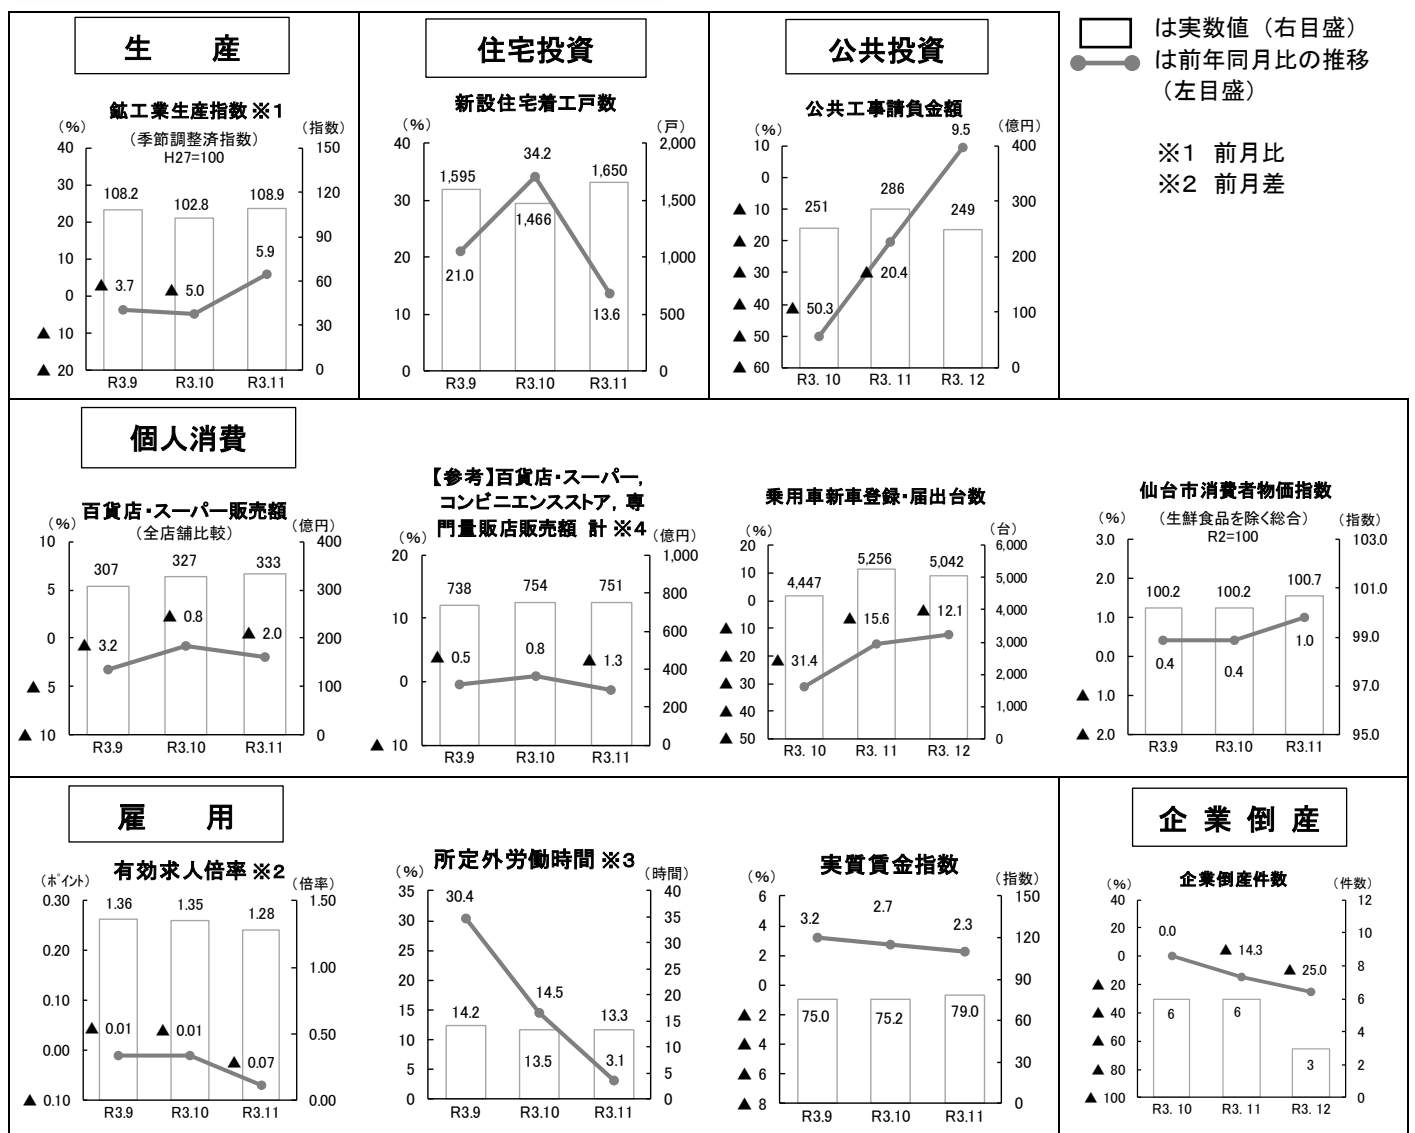 生　産
鉱工業生産指数 ※1
（季節調整済指数）
H27=100
（%）
（指数）
40
30
20
10
0
▲ 10
▲ 20
150
120
90
60
30
0
108.2
102.8
108.9
▲ 3.7
▲ 5.0
5.9
R3.9
R3.10
R3.11
住宅投資
新設住宅着工戸数
（%）
（戸）
40
30
20
10
0
2,000
1,500
1,000
500
0
1,595
34.2
1,650
1,466
21.0
13.6
R3.9
R3.10
R3.11
公共投資
公共工事請負金額
（%）
（億円）
10
0
▲ 10
▲ 20
▲ 30
▲ 40
▲ 50
▲ 60
400
300
200
100
0
9.5
251
286
249
▲ 20.4
▲ 50.3
R3. 10
R3. 11
R3. 12
は実数値（右目盛）
は前年同月比の推移
（左目盛）
※1 前月比
※2 前月差
個人消費
百貨店・スーパー販売額
（全店舗比較）
（%）
（億円）
10
5
0
▲ 5
▲ 10
400
300
200
100
0
307
327
333
▲ 3.2
▲ 0.8
▲ 2.0
R3.9
R3.10
R3.11
【参考】百貨店・スーパー，
コンビニエンスストア，専
門量販店販売額 計 ※4
（%）
（億円）
20
10
0
▲ 10
1,000
800
600
400
200
0
738
754
751
▲ 0.5
0.8
▲ 1.3
R3.9
R3.10
R3.11
乗用車新車登録・届出台数
（%）
（台）
20
10
0
▲ 10
▲ 20
▲ 30
▲ 40
▲ 50
6,000
5,000
4,000
3,000
2,000
1,000
0
4,447
5,256
5,042
▲ 31.4
▲ 15.6
▲ 12.1
R3. 10
R3. 11
R3. 12
仙台市消費者物価指数
（生鮮食品を除く総合）
R2=100
（%）
（指数）
3.0
2.0
1.0
0.0
▲ 1.0
▲ 2.0
103.0
101.0
99.0
97.0
95.0
100.2
100.2
100.7
0.4
0.4
1.0
R3.9
R3.10
R3.11
雇　用
有効求人倍率 ※2
（ﾎﾟｲﾝﾄ）
（倍率）
0.30
0.20
0.10
0.00
▲ 0.10
1.50
1.00
0.50
0.00
1.36
1.35
1.28
▲ 0.01
▲ 0.01
▲ 0.07
R3.9
R3.10
R3.11
所定外労働時間 ※3
（%）
（時間）
35
30
25
20
15
10
5
0
40
35
30
25
20
15
10
5
0
30.4
14.5
14.2
13.3
13.5
3.1
R3.9
R3.10
R3.11
実質賃金指数
（%）
（指数）
6
4
2
0
▲ 2
▲ 4
▲ 6
▲ 8
150
120
90
60
30
0
3.2
2.7
2.3
75.0
75.2
79.0
R3.9
R3.10
R3.11
企業倒産
企業倒産件数
（%）
（件数）
40
20
0
▲ 20
▲ 40
▲ 60
▲ 80
▲ 100
12
10
8
6
4
2
0
0.0
▲ 14.3
▲ 25.0
6
6
3
R3. 10
R3. 11
R3. 12